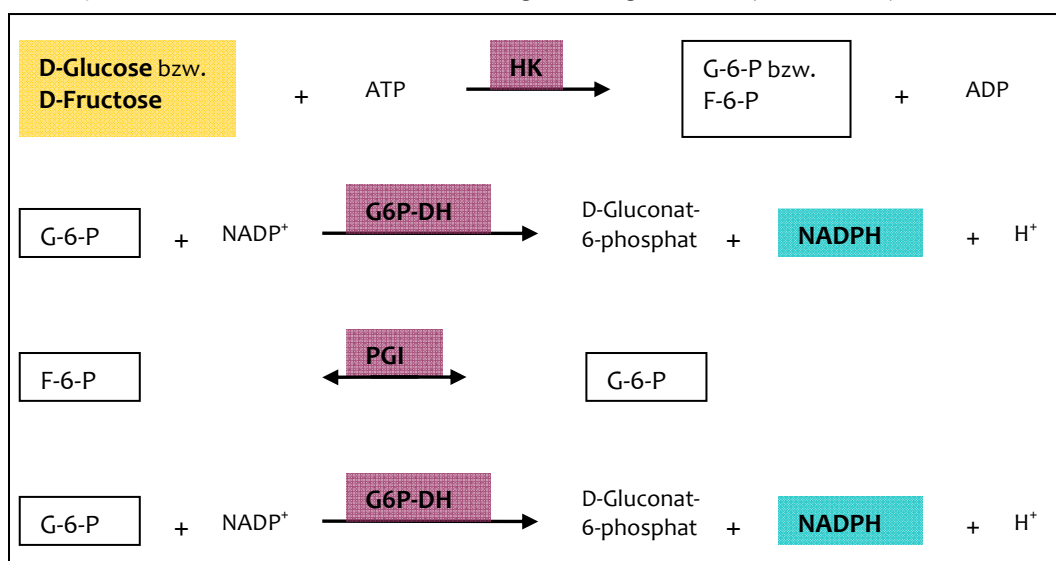 D-Glucose bzw.
D-Fructose
+
ATP
HK
G-6-P bzw.
F-6-P
+
ADP
G-6-P
+
NADP⁺
G6P-DH
D-Gluconat-
6-phosphat
+
NADPH
+
H⁺
F-6-P
PGI
G-6-P
G-6-P
+
NADP⁺
G6P-DH
D-Gluconat-
6-phosphat
+
NADPH
+
H⁺